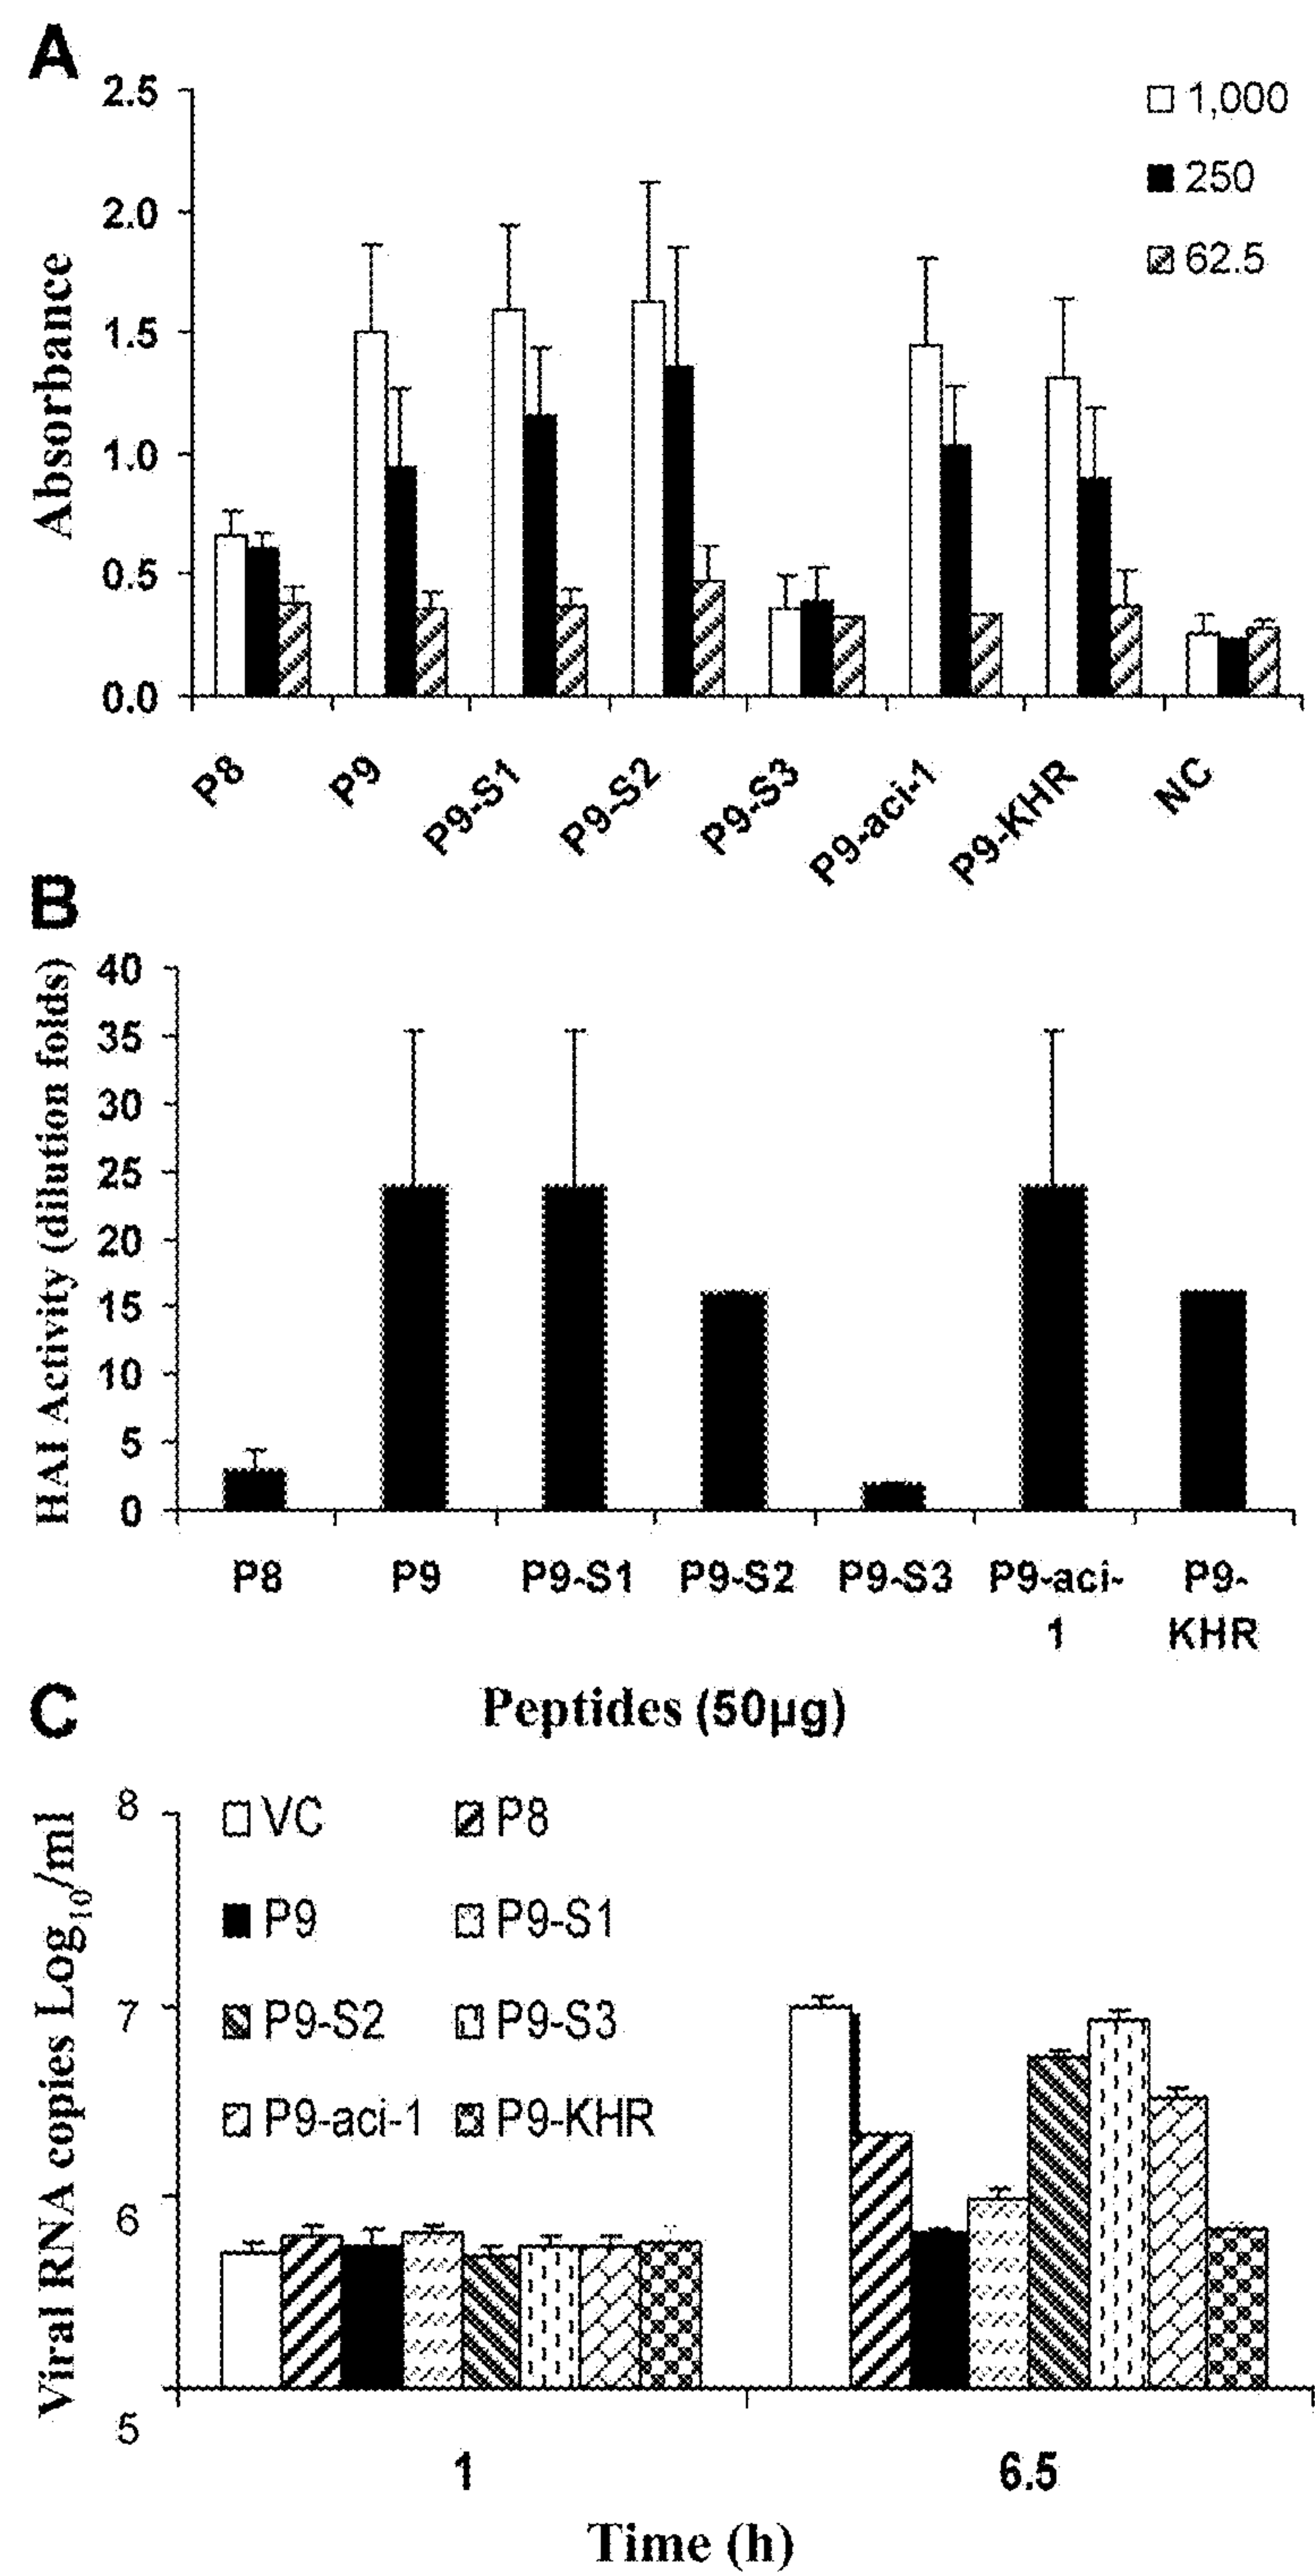 A
Absorbance
2.5
2.0
1.5
1.0
0.5
0.0
1,000
250
62.5
P8
P9
P9-S1
P9-S2
P9-S3
P9-aci-1
P9-KHR
NC
B
HAI Activity (dilution folds)
40
35
30
25
20
15
10
5
0
P8
P9
P9-S1
P9-S2
P9-S3
P9-aci-
1
P9-
KHR
Peptides (50µg)
C
Viral RNA copies Log10/ml
8
7
6
5
VC
P8
P9
P9-S1
P9-S2
P9-S3
P9-aci-1
P9-KHR
1
6.5
Time (h)